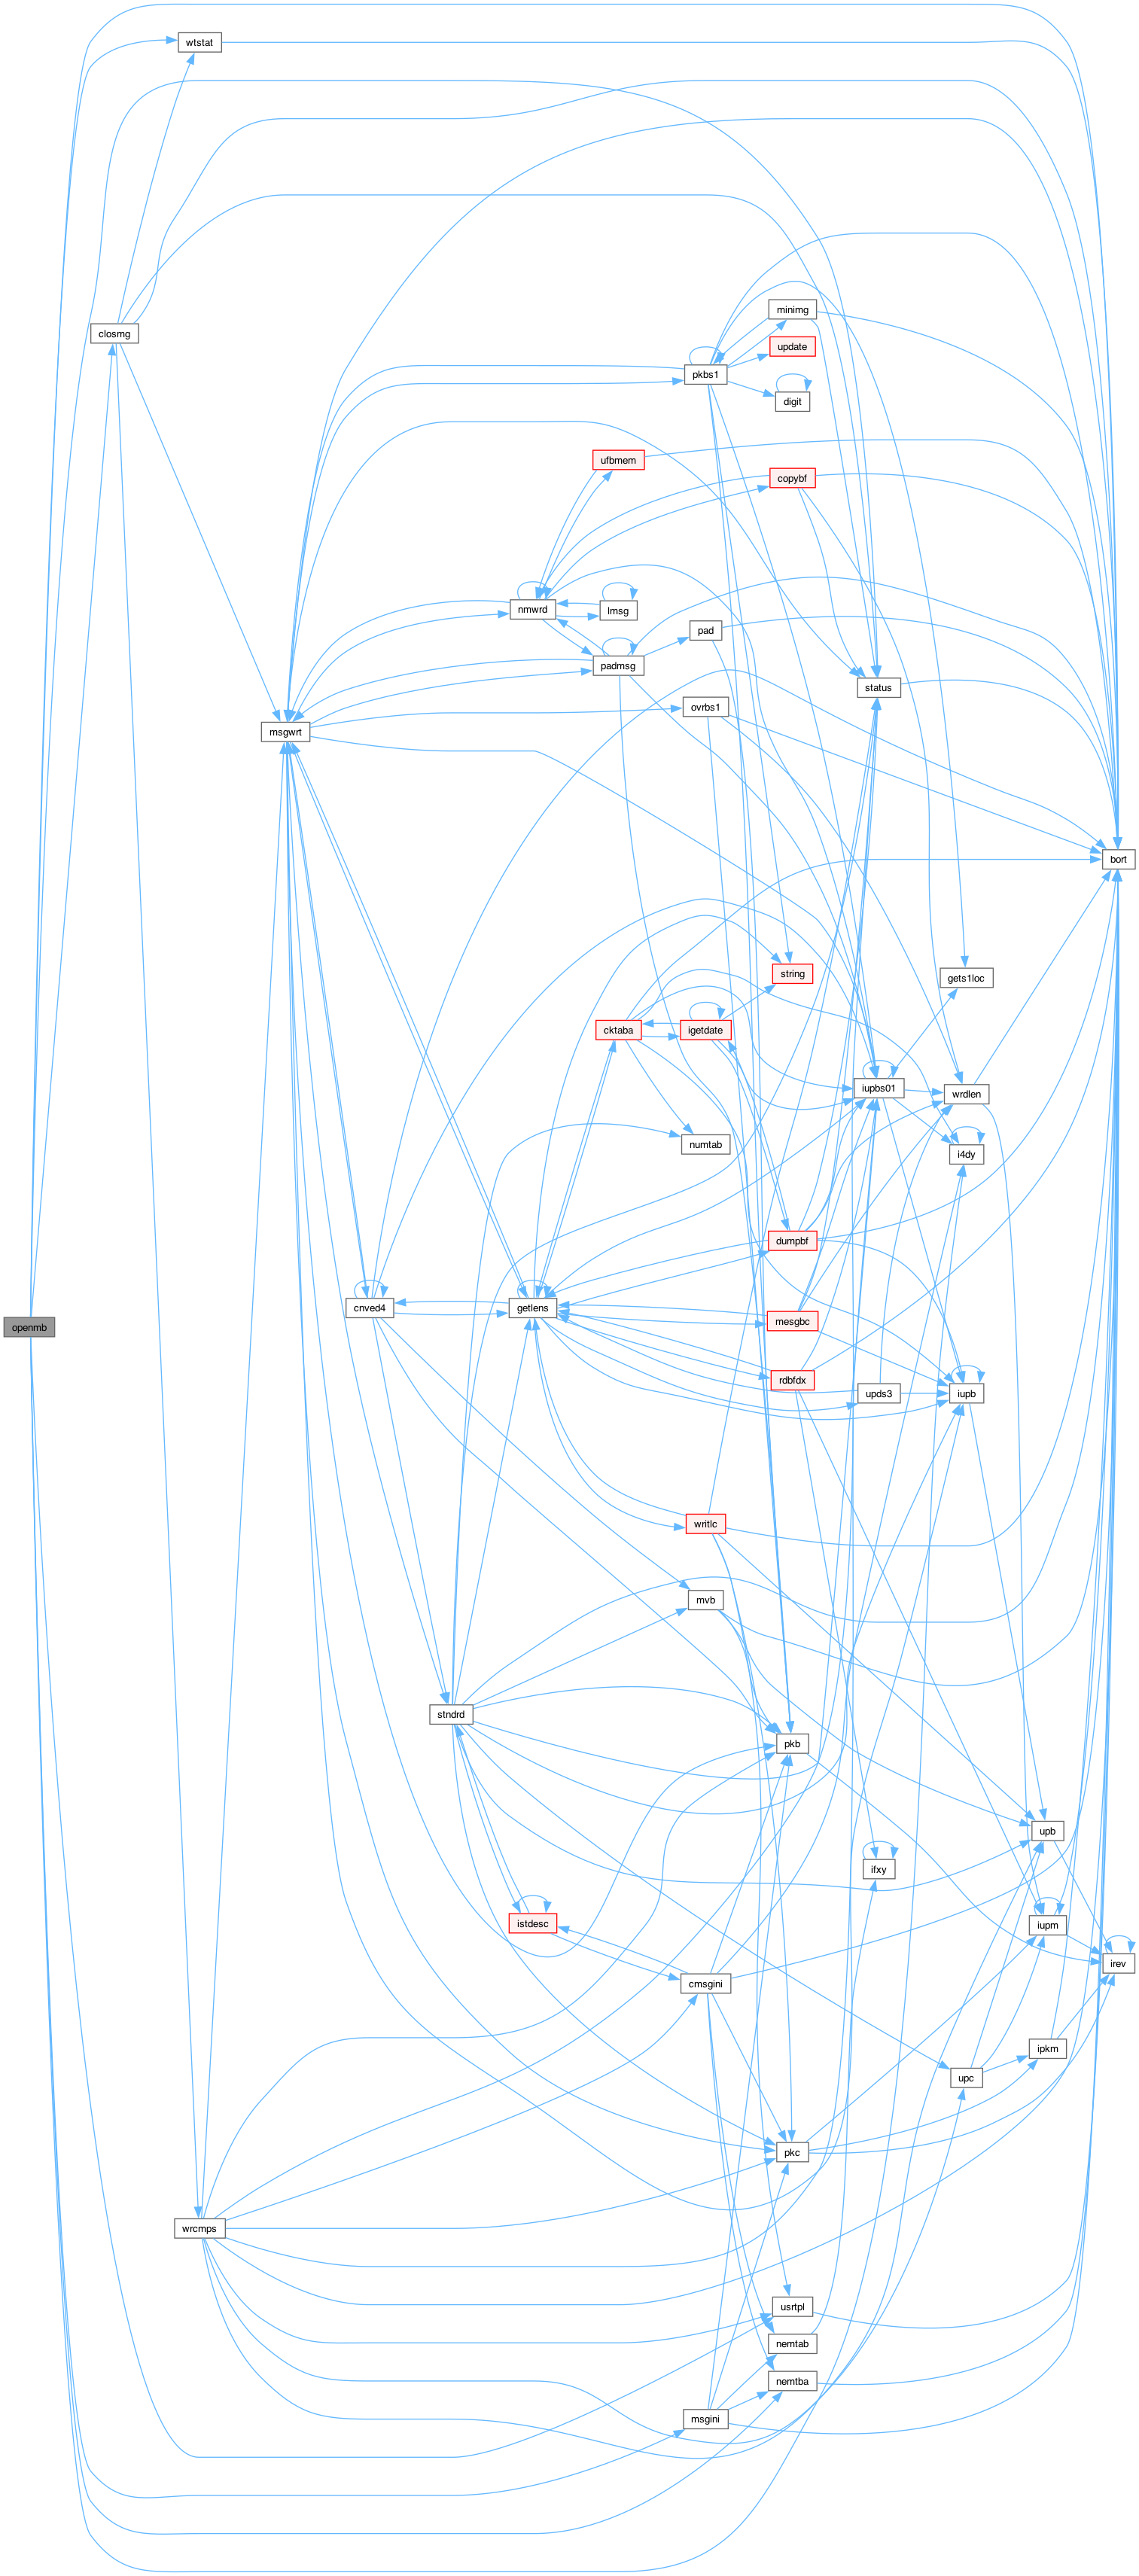 wtstat
minimg
closmg
update
pkbs1
digit
ufbmem
copybf
nmwrd
lmsg
pad
padmsg
status
ovrbs1
msgwrt
bort
string
gets1loc
cktaba
igetdate
iupbs01
wrdlen
numtab
i4dy
dumpbf
cnved4
getlens
mesgbc
openmb
rdbfdx
upds3
iupb
writlc
mvb
stndrd
pkb
upb
ifxy
istdesc
iupm
irev
cmsgini
ipkm
upc
pkc
wrcmps
usrtpl
nemtab
nemtba
msgini